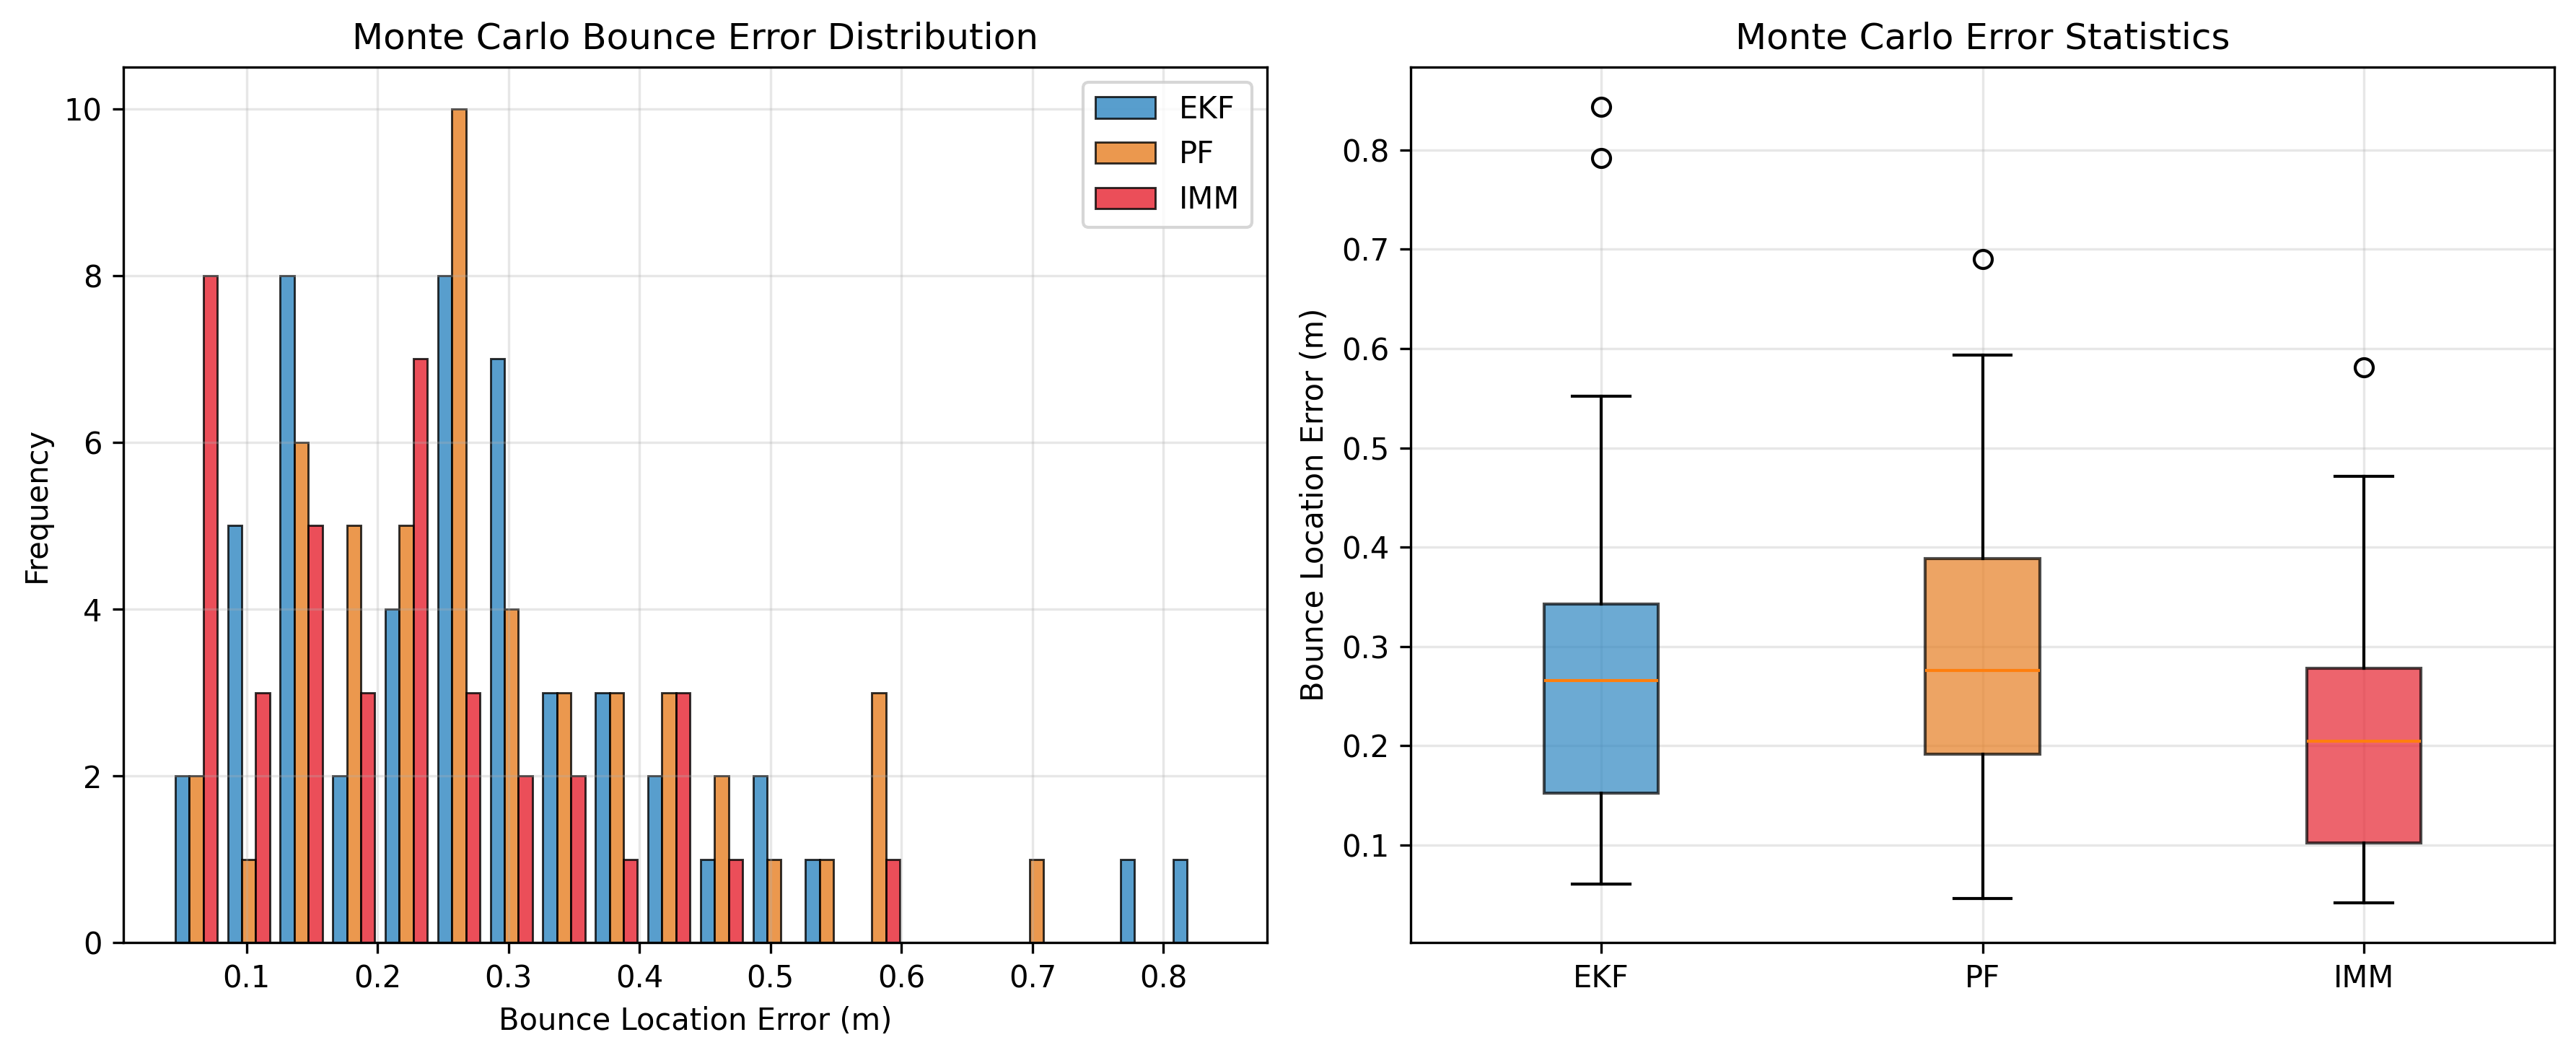 Monte Carlo Bounce Error Distribution
Frequency
10
8
6
4
2
0
EKF
PF
IMM
0.1 0.2 0.3 0.4 0.5 0.6 0.7 0.8
Bounce Location Error (m)
Monte Carlo Error Statistics
Bounce Location Error (m)
0.8
0.7
0.6
0.5
0.4
0.3
0.2
0.1
EKF PF IMM